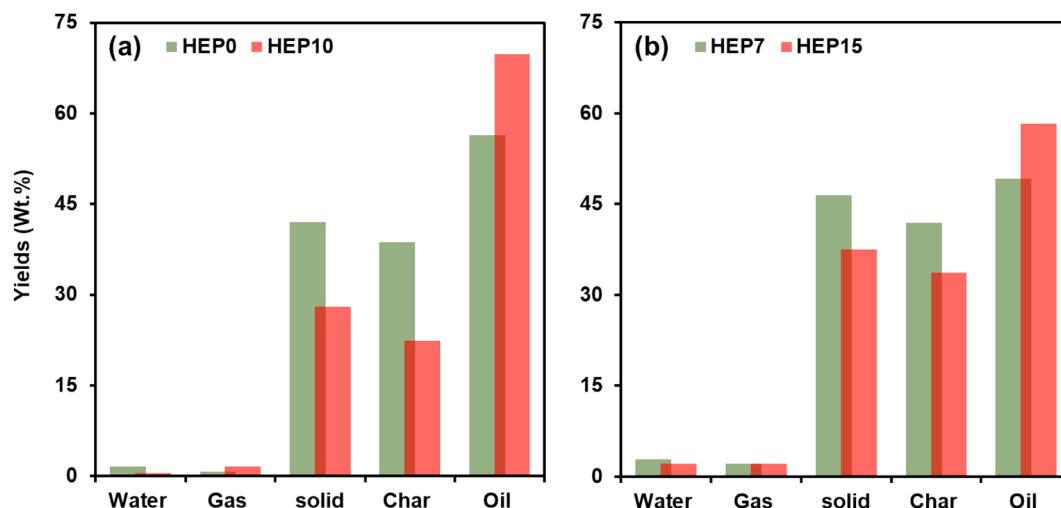 (a) HEP0 HEP10
75
60
45
30
15
0
Yields (Wt.%)
Water Gas solid Char Oil
(b) HEP7 HEP15
75
60
45
30
15
0
Water Gas solid Char Oil